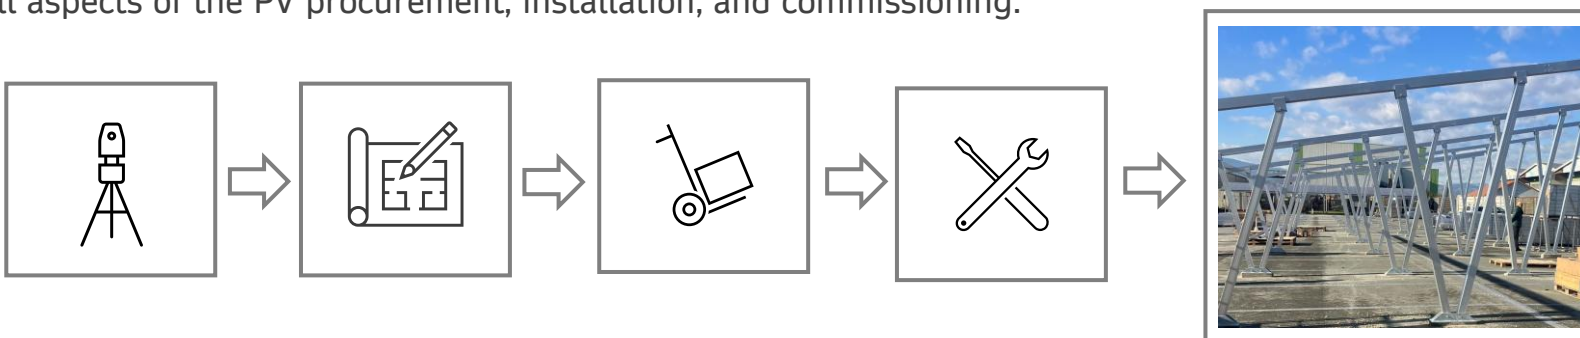 ll aspects of the PV procurement, installation, and commissioning.